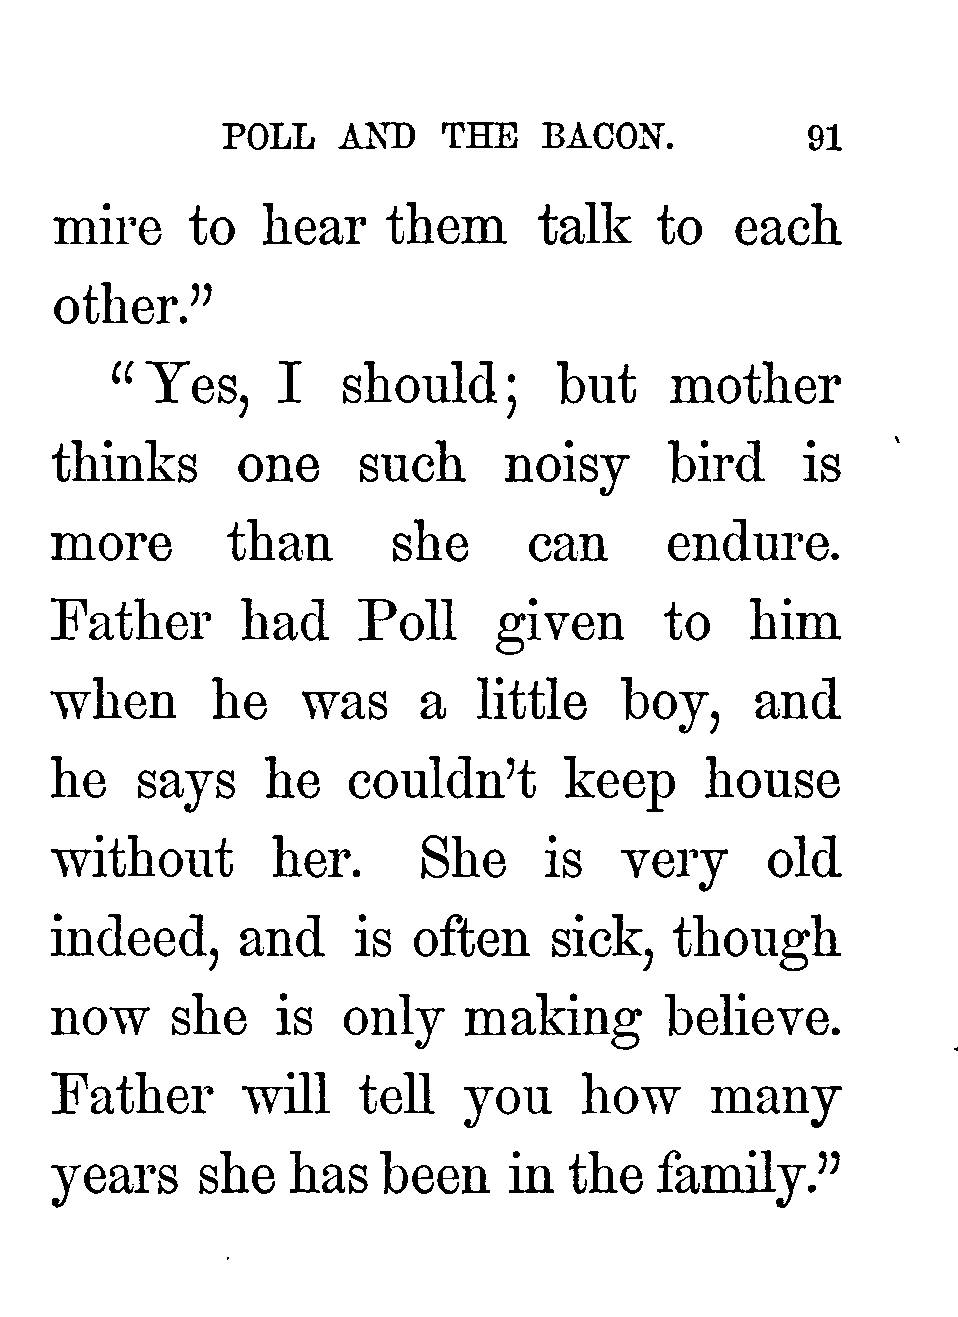 POLL AND THE BACON. 91
mire to hear them talk to each
other.”
“Yes, I should; but mother
thinks one such noisy bird is
more than she can endure.
Father had Poll given to him
when he was a little boy, and
he says he couldn’t keep house
without her. She is very old
indeed, and is often sick, though
now she is only making believe.
Father will tell you how many
years she has been in the family.”